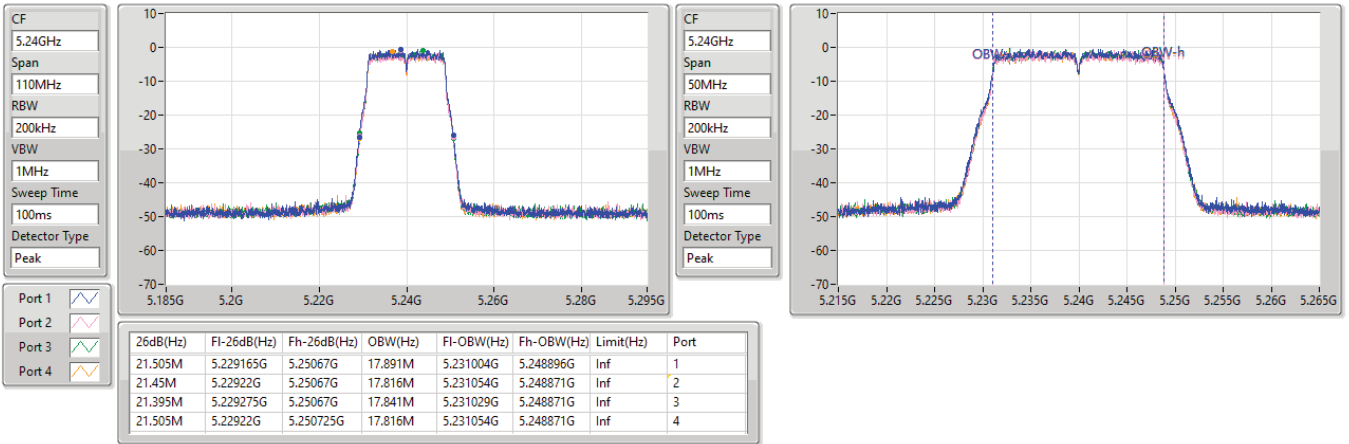 CF
5.24GHz
Span
110MHz
RBW
200kHz
VBW
1MHz
Sweep Time
100ms
Detector Type
Peak
10
0
-10
-20
-30
-40
-50
-60
-70
5.185G 5.2G 5.22G 5.24G 5.26G 5.28G 5.295G
CF
5.24GHz
Span
50MHz
RBW
200kHz
VBW
1MHz
Sweep Time
100ms
Detector Type
Peak
10
0
-10
-20
-30
-40
-50
-60
-70
OBW-h
5.215G 5.22G 5.225G 5.23G 5.235G 5.24G 5.245G 5.25G 5.255G 5.26G 5.265G
Port 1
Port 2
Port 3
Port 4
26dB(Hz) Fl-26dB(Hz) Fh-26dB(Hz) OBW(Hz) Fl-OBW(Hz) Fh-OBW(Hz) Limit(Hz) Port
21.505M 5.229165G 5.25067G 17.891M 5.231004G 5.248896G Inf 1
21.45M 5.22922G 5.25067G 17.816M 5.231054G 5.248871G Inf 2
21.395M 5.229275G 5.25067G 17.841M 5.231029G 5.248871G Inf 3
21.505M 5.22922G 5.250725G 17.816M 5.231054G 5.248871G Inf 4